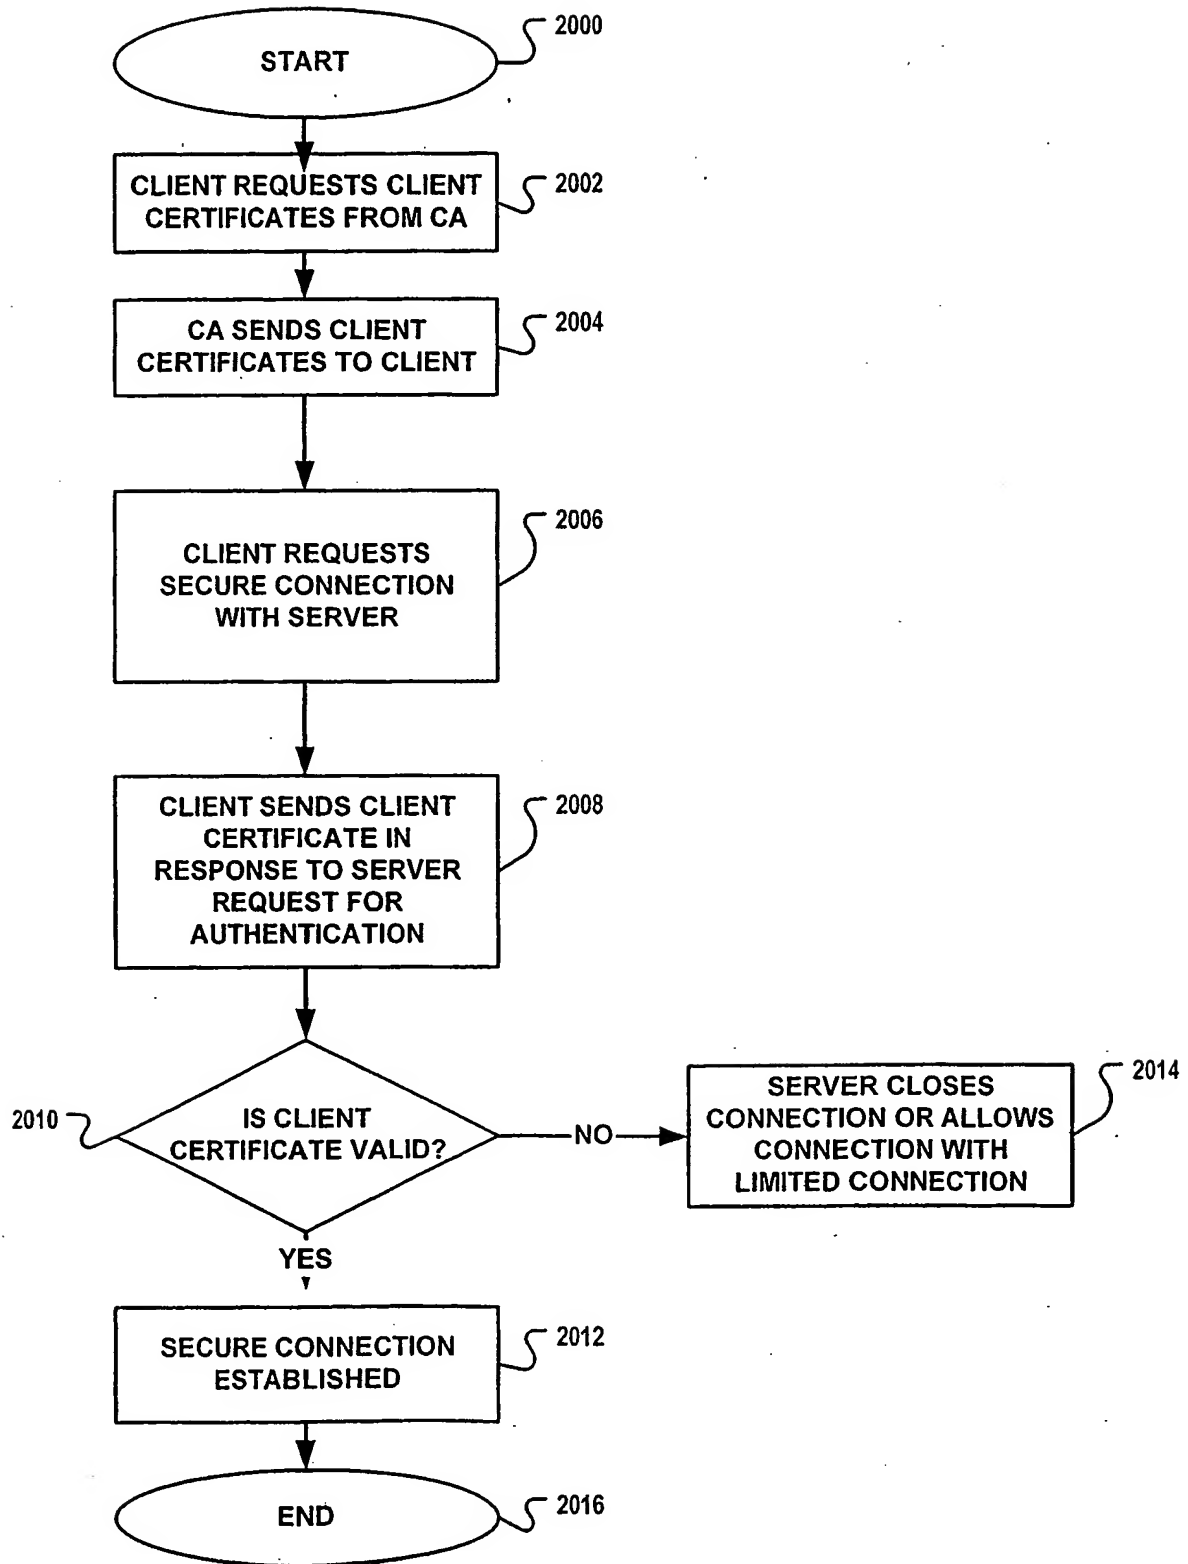 2000
START
2002
CLIENT REQUESTS CLIENT
CERTIFICATES FROM CA
2004
CA SENDS CLIENT
CERTIFICATES TO CLIENT
2006
CLIENT REQUESTS
SECURE CONNECTION
WITH SERVER
2008
CLIENT SENDS CLIENT
CERTIFICATE IN
RESPONSE TO SERVER
REQUEST FOR
AUTHENTICATION
2010
IS CLIENT
CERTIFICATE VALID?
NO
2014
SERVER CLOSES
CONNECTION OR ALLOWS
CONNECTION WITH
LIMITED CONNECTION
YES
2012
SECURE CONNECTION
ESTABLISHED
END
2016